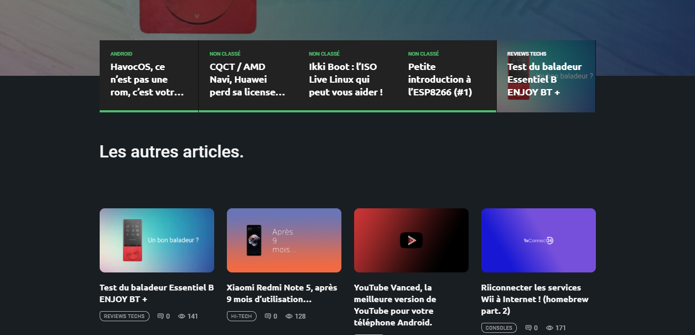 ANDROID
HavocOS, ce
n'est pas une
rom, c'est votr...
NON CLASSÉ
CQCT / AMD
Navi, Huawei
perd sa license...
NON CLASSÉ
Ikki Boot : l'ISO
Live Linux qui
peut vous aider !
NON CLASSÉ
Petite
introduction à
l'ESP8266 (#1)
REVIEWS TECHS
Test du baladeur
Essentiel B
ENJOY BT +
baladeur ?
Les autres articles.
Un bon baladeur ?
Test du baladeur Essentiel B
ENJOY BT +
REVIEWS TECHS 0 141
Après
9
mois...
Xiaomi Redmi Note 5, après
9 mois d'utilisation...
HI-TECH 0 128
YouTube Vanced, la
meilleure version de
YouTube pour votre
téléphone Android.
Riiconnecter les services
Wii à Internet ! (homebrew
part. 2)
CONSOLES 0 171